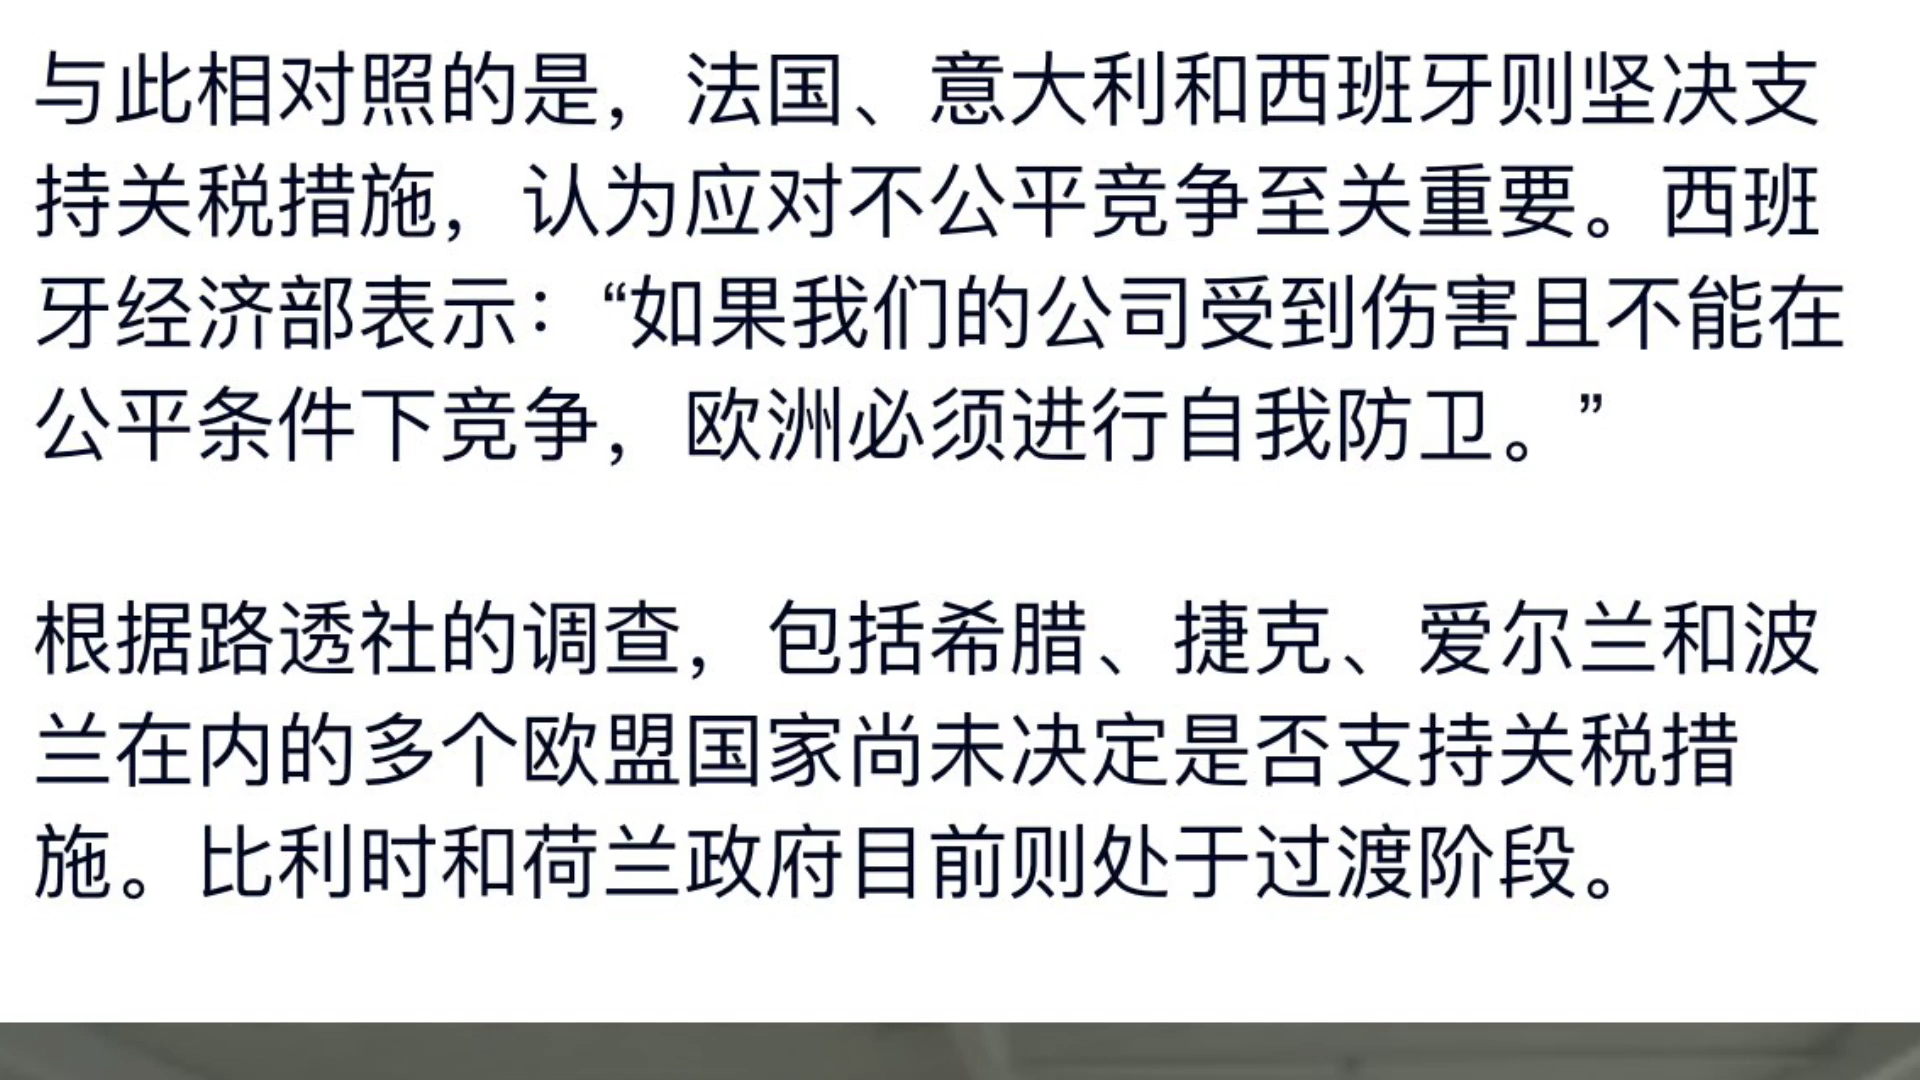 与此相对照的是，法国、意大利和西班牙则坚决支
持关税措施，认为应对不公平竞争至关重要。西班
牙经济部表示：“如果我们的公司受到伤害且不能在
公平条件下竞争，欧洲必须进行自我防卫。”
根据路透社的调查，包括希腊、捷克、爱尔兰和波
兰在内的多个欧盟国家尚未决定是否支持关税措
施。比利时和荷兰政府目前则处于过渡阶段。